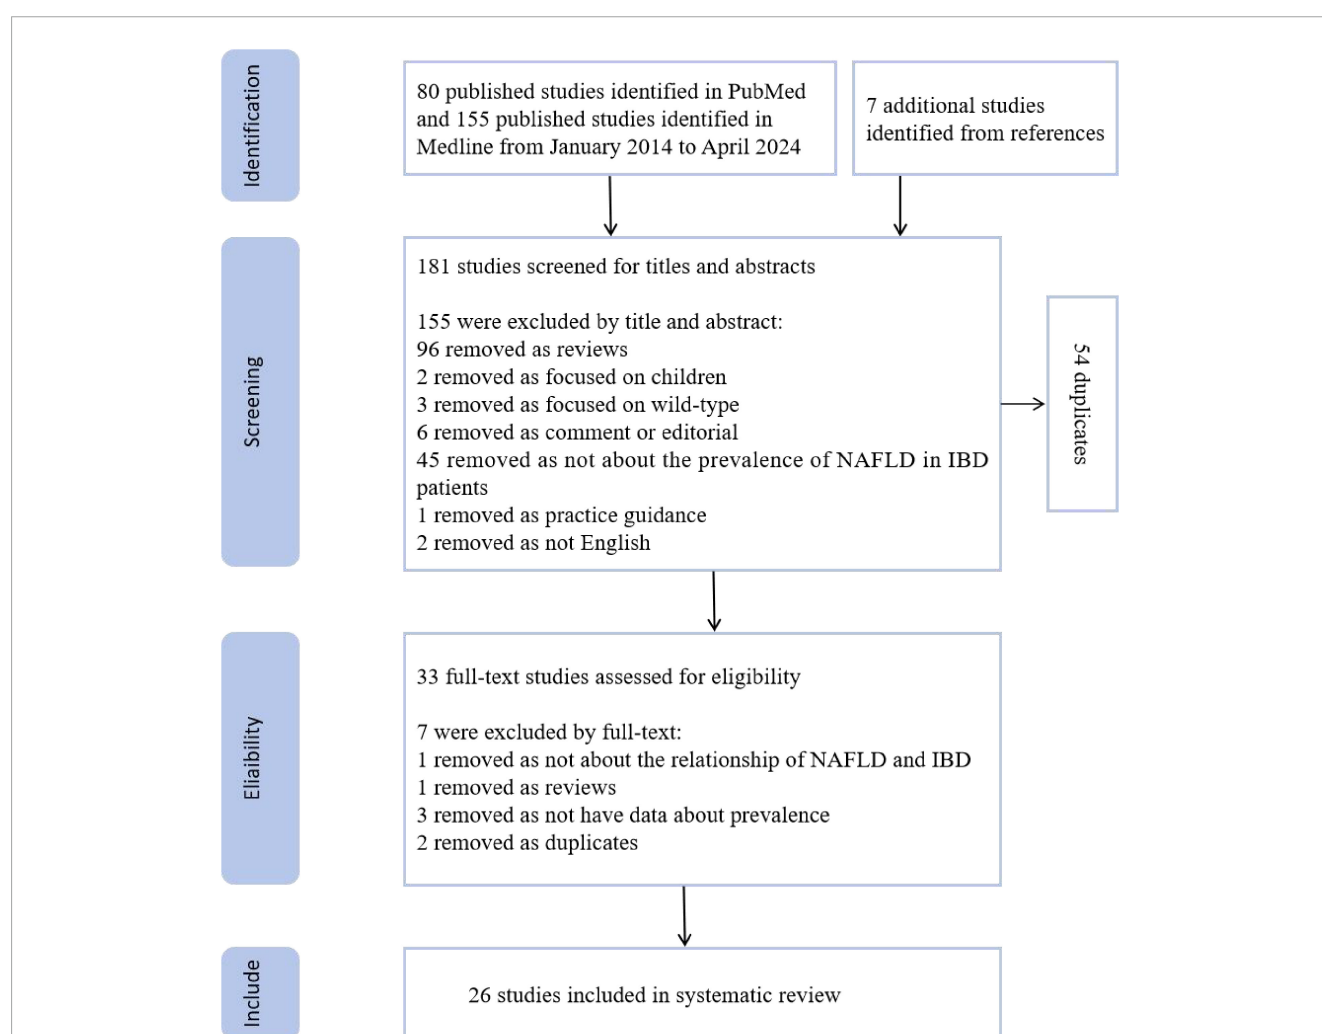 Identification
80 published studies identified in PubMed
and 155 published studies identified in
Medline from January 2014 to April 2024
7 additional studies
identified from references
Screening
181 studies screened for titles and abstracts
155 were excluded by title and abstract:
96 removed as reviews
2 removed as focused on children
3 removed as focused on wild-type
6 removed as comment or editorial
45 removed as not about the prevalence of NAFLD in IBD
patients
1 removed as practice guidance
2 removed as not English
54 duplicates
Eliaibility
33 full-text studies assessed for eligibility
7 were excluded by full-text:
1 removed as not about the relationship of NAFLD and IBD
1 removed as reviews
3 removed as not have data about prevalence
2 removed as duplicates
Include
26 studies included in systematic review